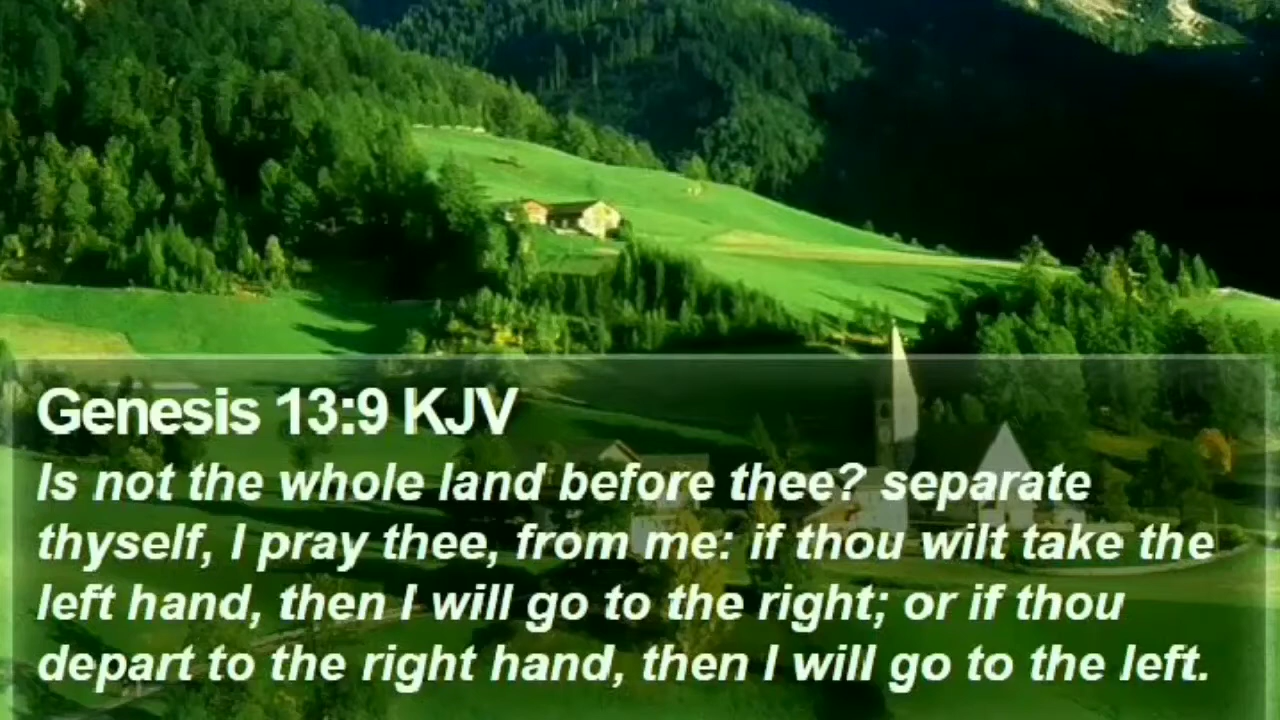 Genesis 13:9 KJV
Is not the whole land before thee? separate
thyself, I pray thee, from me: if thou wilt take the
left hand, then I will go to the right; or if thou
depart to the right hand, then I will go to the left.